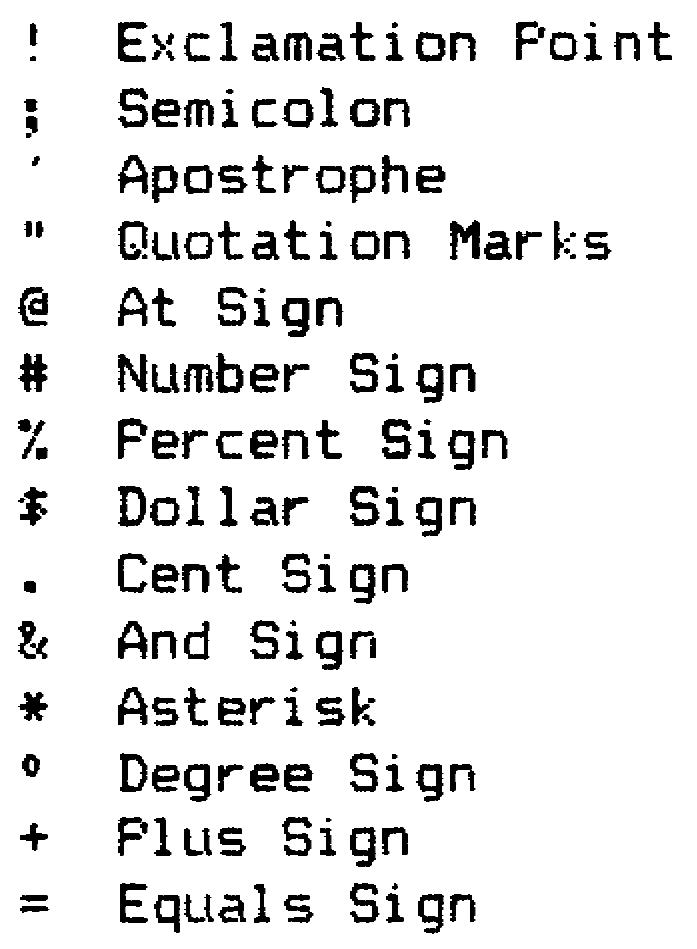 ! Exclamation Point
; Semicolon
' Apostrophe
" Quotation Marks
@ At Sign
# Number Sign
% Percent Sign
$ Dollar Sign
. Cent Sign
& And Sign
* Asterisk
° Degree Sign
+ Plus Sign
= Equals Sign